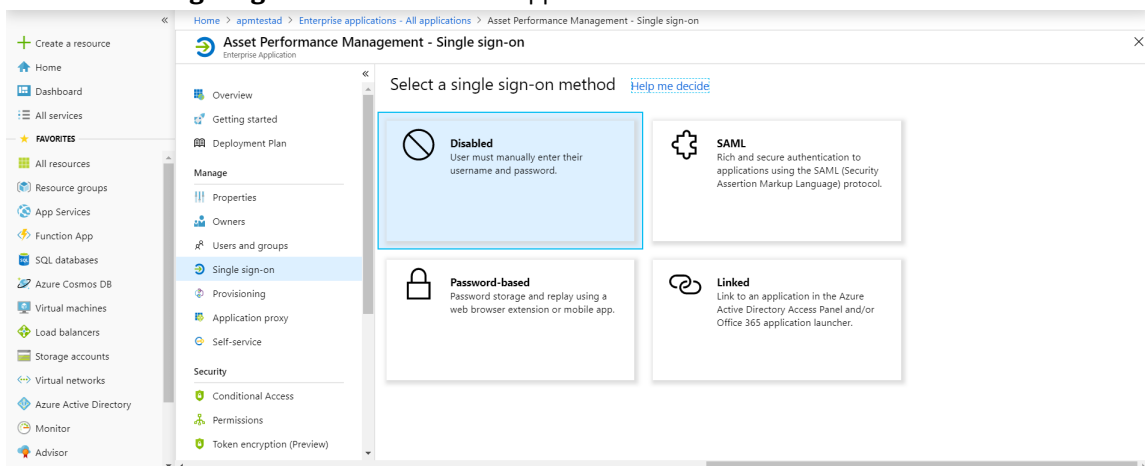 Home > apmtestad > Enterprise applications - All applications > Asset Performance Management - Single sign-on
Asset Performance Management - Single sign-on
Enterprise Application
Create a resource
Home
Dashboard
All services
FAVORITES
All resources
Resource groups
App Services
Function App
SQL databases
Azure Cosmos DB
Virtual machines
Load balancers
Storage accounts
Virtual networks
Azure Active Directory
Monitor
Advisor
Overview
Getting started
Deployment Plan
Manage
Properties
Owners
Users and groups
Single sign-on
Provisioning
Application proxy
Self-service
Security
Conditional Access
Permissions
Token encryption (Preview)
Select a single sign-on method Help me decide
Disabled
User must manually enter their
username and password.
SAML
Rich and secure authentication to
applications using the SAML (Security
Assertion Markup Language) protocol.
Password-based
Password storage and replay using a
web browser extension or mobile app.
Linked
Link to an application in the Azure
Active Directory Access Panel and/or
Office 365 application launcher.